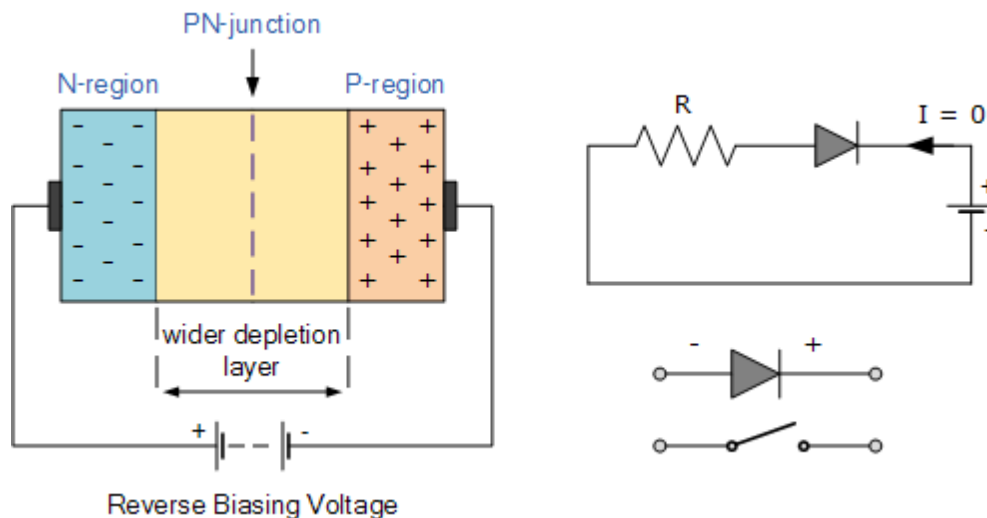 PN-junction
N-region
P-region
- - - - - - - - - - - - - -
+ + + + + + + + + + + + + +
wider depletion
layer
+ -
Reverse Biasing Voltage
R
I = 0
+
-
- +